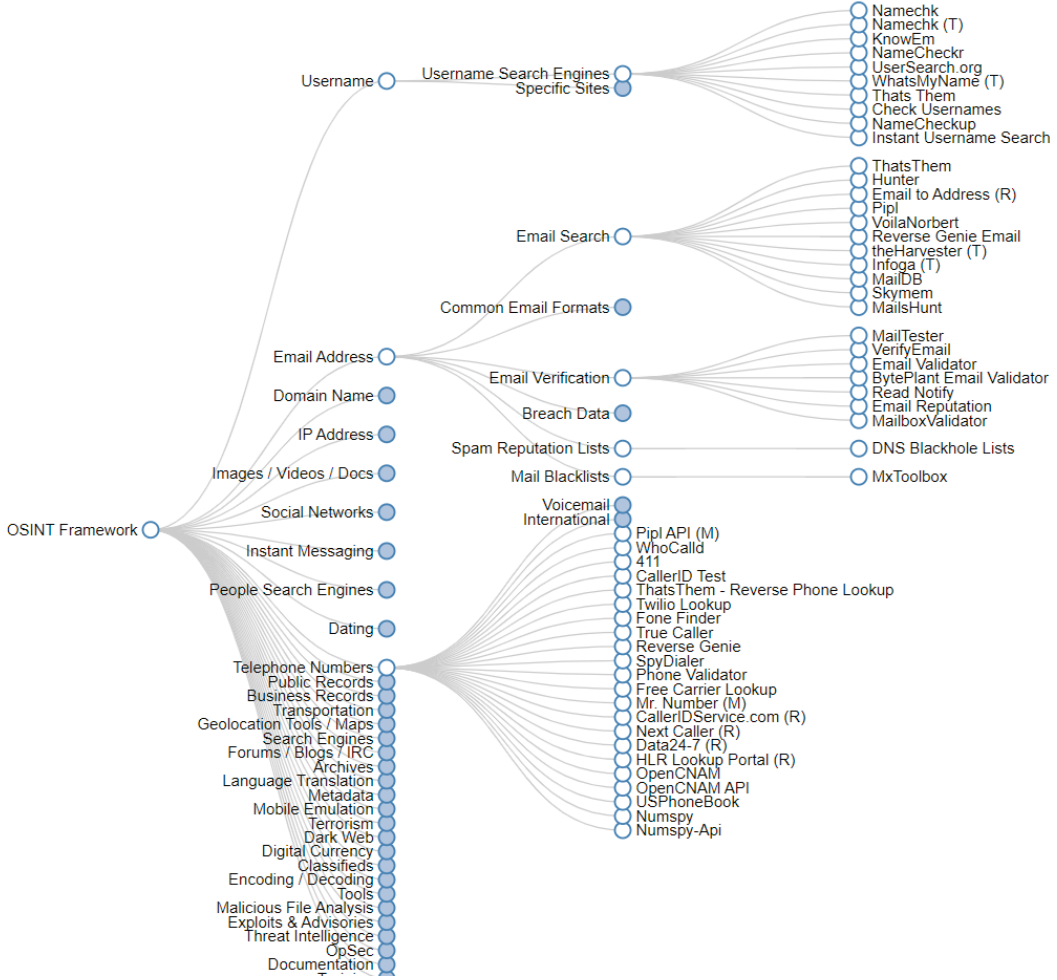 OSINT Framework
Username
Username Search Engines
Namechk
Namechk (T)
KnowEm
NameCheckr
UserSearch.org
WhatsMyName (T)
Thats Them
Check Usernames
NameCheckup
Instant Username Search
Specific Sites
Email Address
Email Search
ThatsThem
Hunter
Email to Address (R)
Pipl
VoilaNorbert
Reverse Genie Email
theHarvester (T)
Infoga (T)
MailDB
Skymem
MailsHunt
Common Email Formats
Email Verification
MailTester
VerifyEmail
Email Validator
BytePlant Email Validator
Read Notify
Email Reputation
MailboxValidator
Breach Data
Spam Reputation Lists
DNS Blackhole Lists
Mail Blacklists
MxToolbox
Domain Name
IP Address
Images / Videos / Docs
Social Networks
Instant Messaging
People Search Engines
Dating
Telephone Numbers
Voicemail
International
Pipl API (M)
WhoCalld
411
CallerID Test
ThatsThem - Reverse Phone Lookup
Twilio Lookup
Fone Finder
True Caller
Reverse Genie
SpyDialer
Phone Validator
Free Carrier Lookup
Mr. Number (M)
CallerIDService.com (R)
Next Caller (R)
Data24-7 (R)
HLR Lookup Portal (R)
OpenCNAM
OpenCNAM API
USPhoneBook
Numspy
Numspy-Api
Public Records
Business Records
Transportation
Geolocation Tools / Maps
Search Engines
Forums / Blogs / IRC
Archives
Language Translation
Metadata
Mobile Emulation
Terrorism
Dark Web
Digital Currency
Classifieds
Encoding / Decoding
Tools
Malicious File Analysis
Exploits & Advisories
Threat Intelligence
OpSec
Documentation